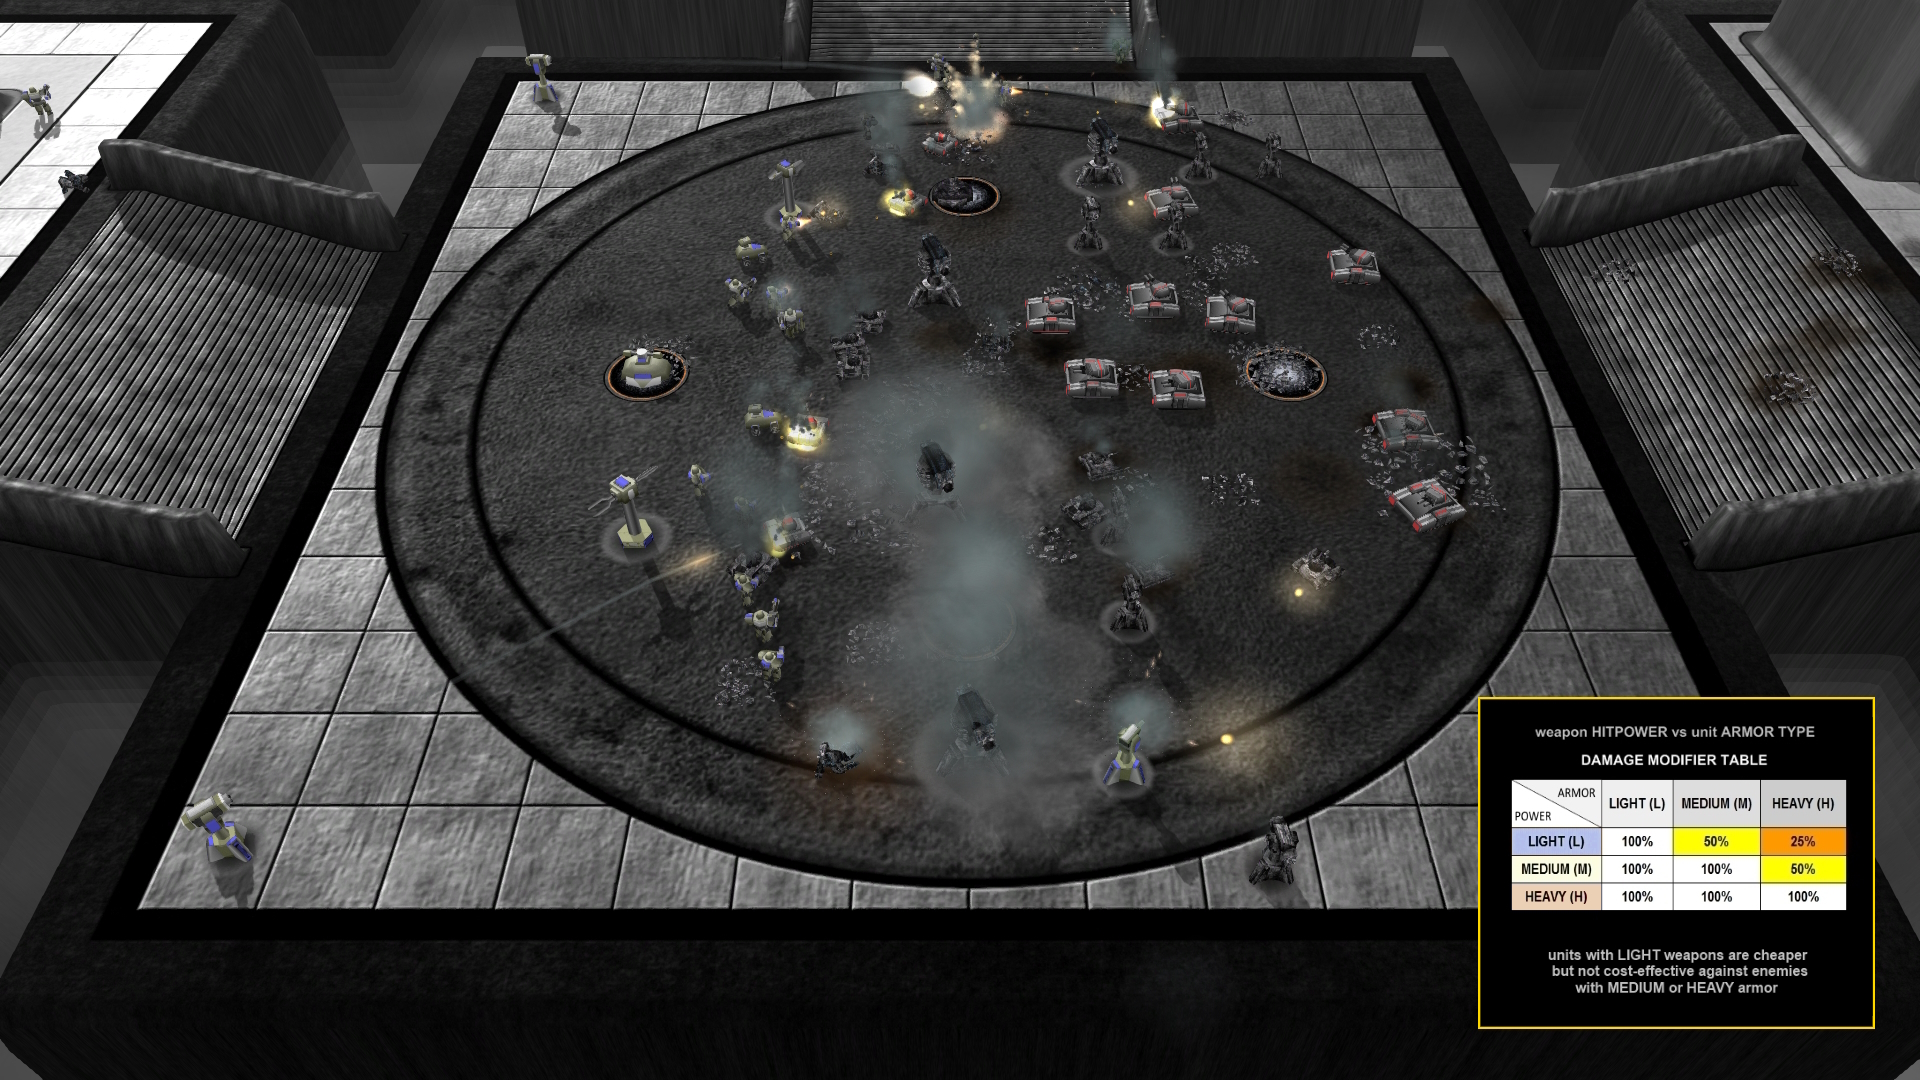 weapon HITPOWER vs unit ARMOR TYPE
DAMAGE MODIFIER TABLE
ARMOR
POWER
LIGHT (L) MEDIUM (M) HEAVY (H)
LIGHT (L) 100% 50% 25%
MEDIUM (M) 100% 100% 50%
HEAVY (H) 100% 100% 100%
units with LIGHT weapons are cheaper
but not cost-effective against enemies
with MEDIUM or HEAVY armor